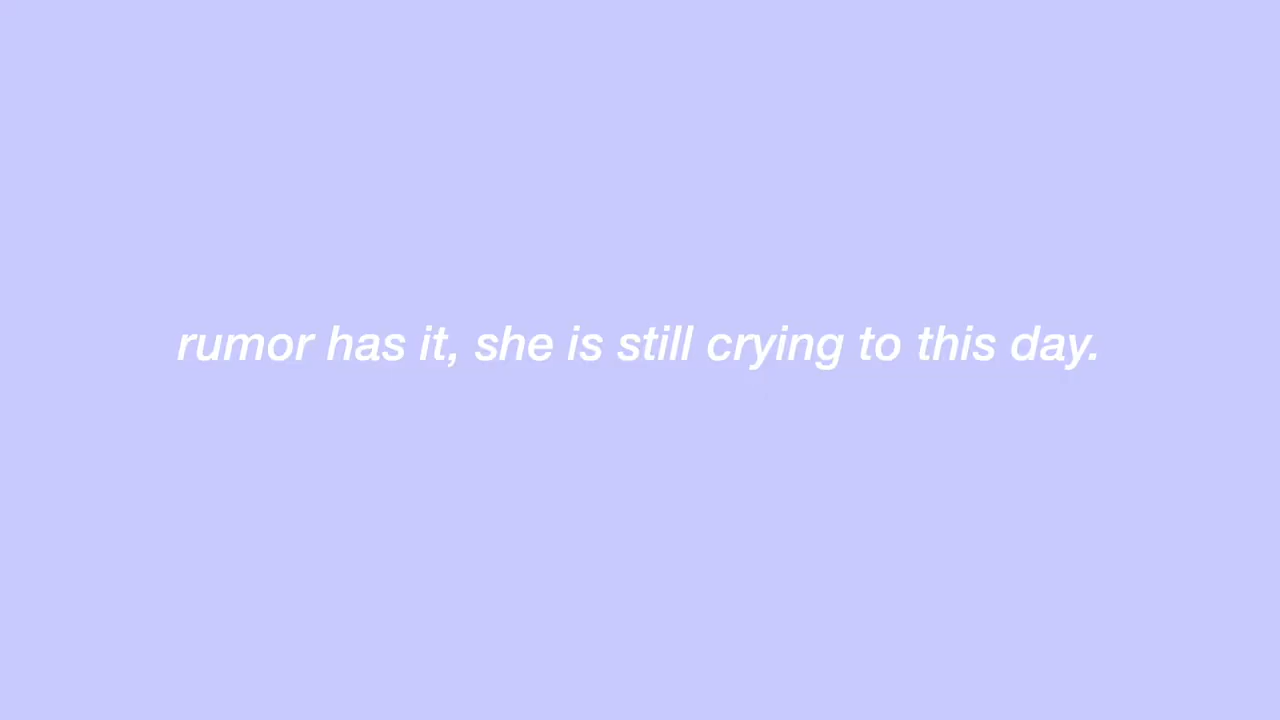 rumor has it, she is still crying to this day.